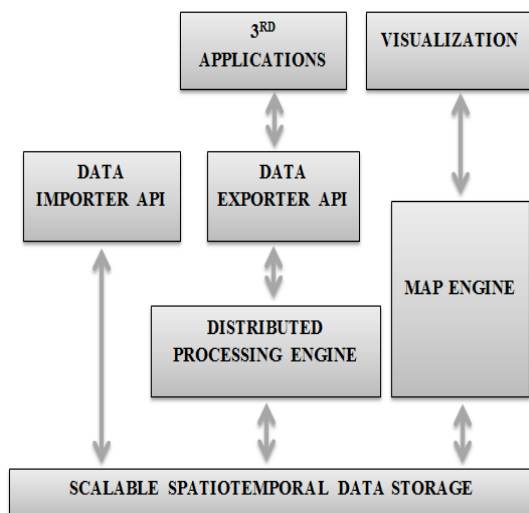 3RD
APPLICATIONS
VISUALIZATION
DATA
IMPORTER API
DATA
EXPORTER API
MAP ENGINE
DISTRIBUTED
PROCESSING ENGINE
SCALABLE SPATIOTEMPORAL DATA STORAGE